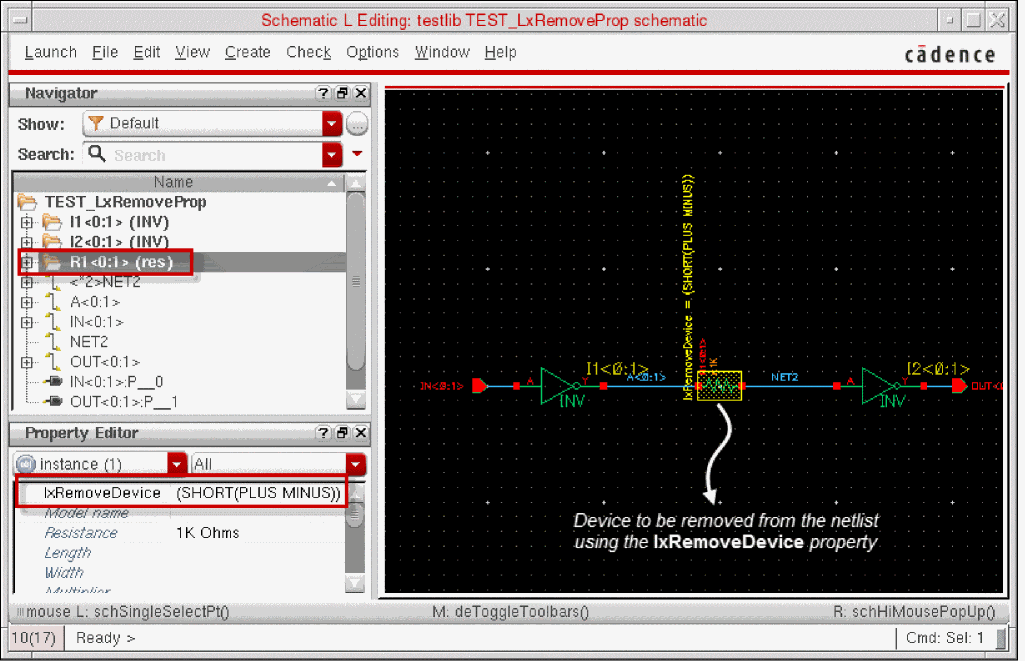 Schematic L Editing: testlib TEST_LxRemoveProp schematic
Launch File Edit View Create Check Options Window Help
cādence
Navigator
Show: Default
Search: Search
Name
TEST_LxRemoveProp
I1<0:1> (INV)
I2<0:1> (INV)
R1<0:1> (res)
<*2>NET2
A<0:1>
IN<0:1>
NET2
OUT<0:1>
IN<0:1>:P__0
OUT<0:1>:P__1
Property Editor
instance (1) All
lxRemoveDevice (SHORT(PLUS MINUS))
Model name
Resistance 1K Ohms
Length
Width
Multiplier
lxRemoveDevice = (SHORT(PLUS MINUS))
R1<0:1>
1K
IN<0:1> A Y I1<0:1> INV A<0:1> NET2 A Y I2<0:1> INV
Device to be removed from the netlist
using the lxRemoveDevice property
mouse L: schSingleSelectPt() M: deToggleToolbars() R: schHiMousePopUp()
10(17) Ready > Cmd: Sel: 1